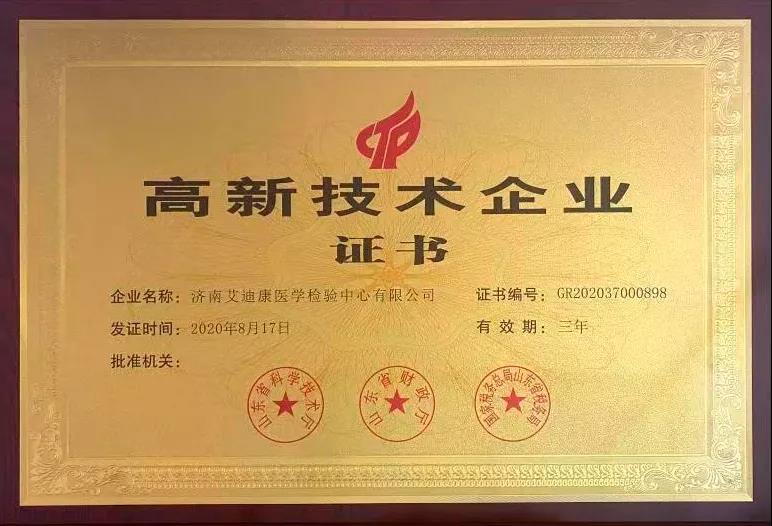 高新技术企业
证书
企业名称：济南艾迪康医学检验中心有限公司 证书编号：GR202037000898
发证时间：2020年8月17日 有效期：三年
批准机关：
山东省科学技术厅 山东省财政厅 国家税务总局山东省税务局